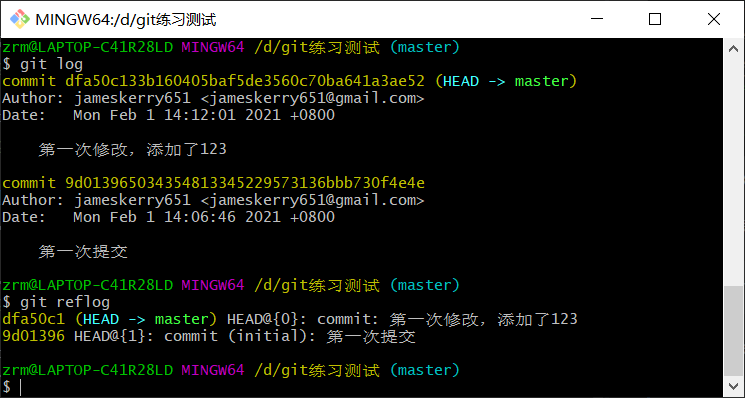 MINGW64:/d/git练习测试
zrm@LAPTOP-C41R28LD MINGW64 /d/git练习测试 (master)
$ git log
commit dfa50c133b160405baf5de3560c70ba641a3ae52 (HEAD -> master)
Author: jameskerry651 <jameskerry651@gmail.com>
Date:   Mon Feb 1 14:12:01 2021 +0800
第一次修改，添加了123
commit 9d013965034354813345229573136bbb730f4e4e
Author: jameskerry651 <jameskerry651@gmail.com>
Date:   Mon Feb 1 14:06:46 2021 +0800
第一次提交
zrm@LAPTOP-C41R28LD MINGW64 /d/git练习测试 (master)
$ git reflog
dfa50c1 (HEAD -> master) HEAD@{0}: commit: 第一次修改，添加了123
9d01396 HEAD@{1}: commit (initial): 第一次提交
zrm@LAPTOP-C41R28LD MINGW64 /d/git练习测试 (master)
$